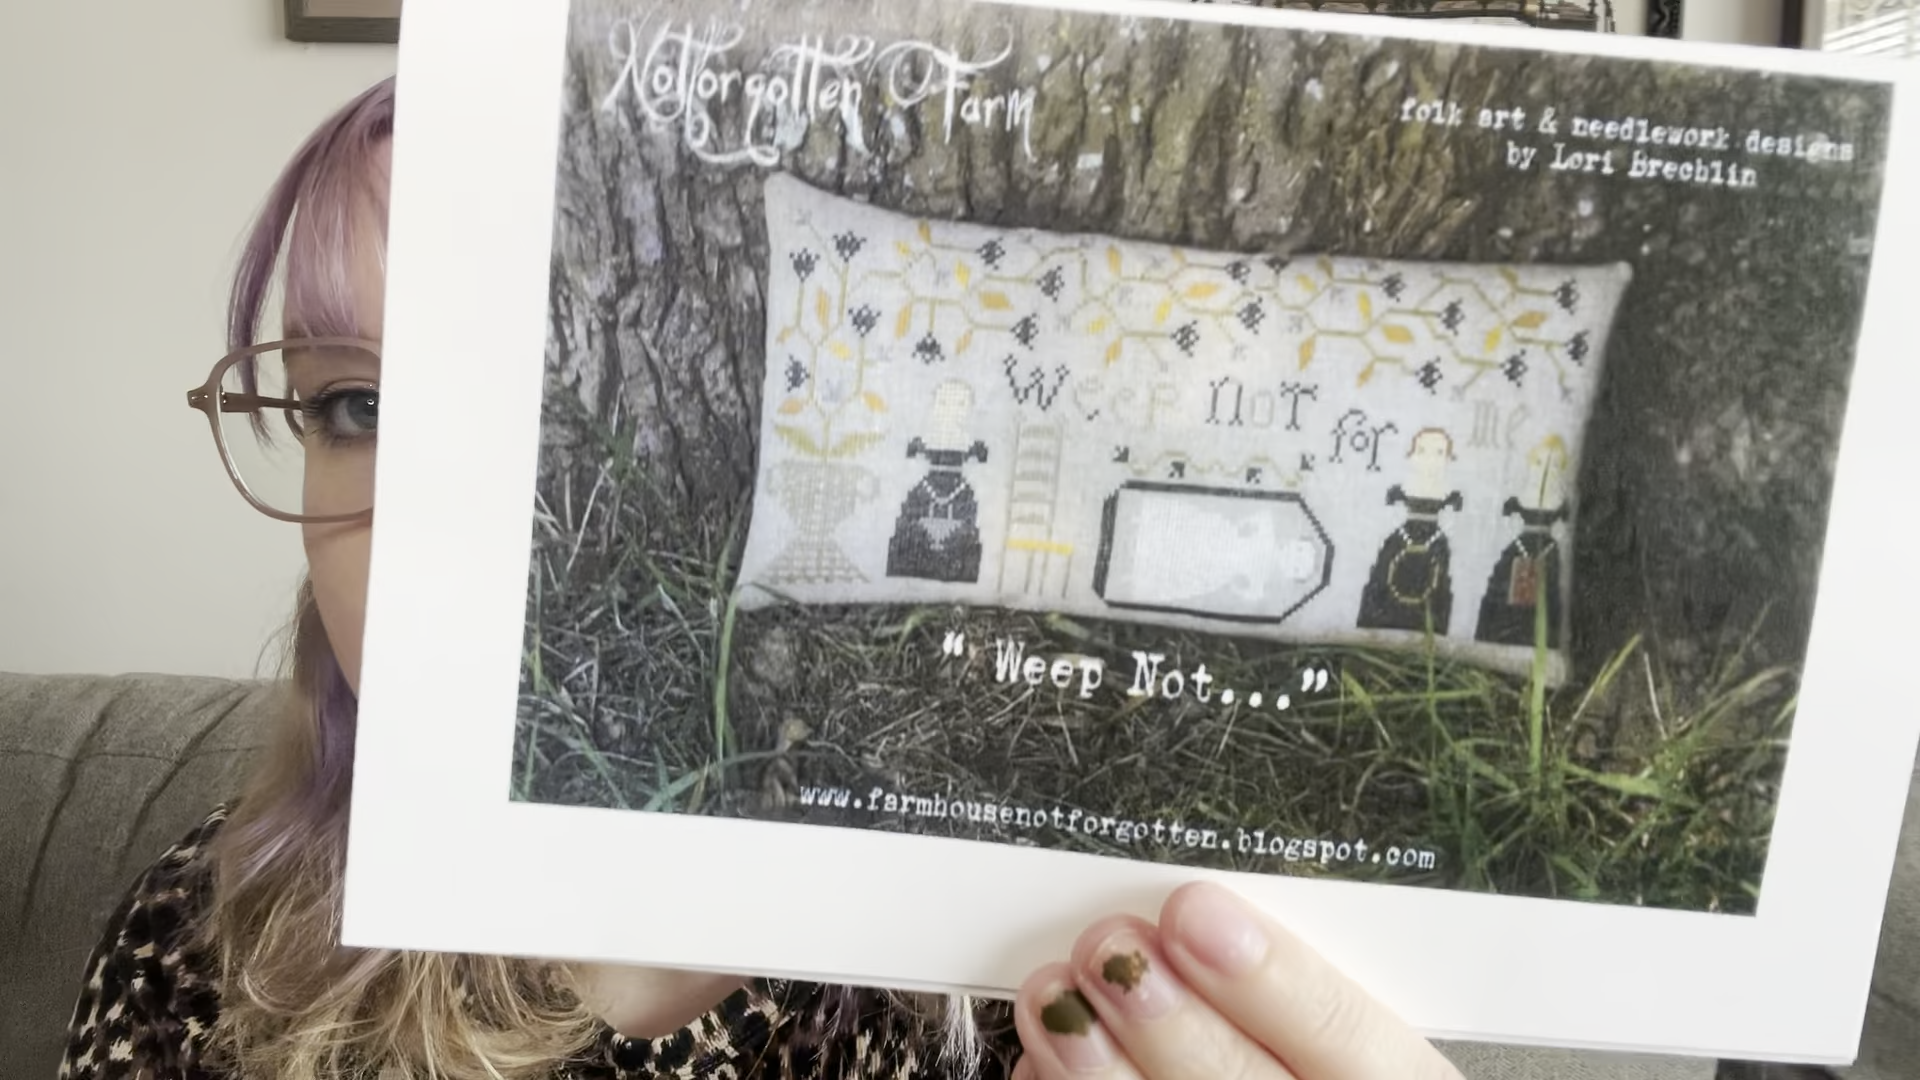 Notforgotten Farm
folk art & needlework designs
by Lori Brechlin
Weep not for me
" Weep Not..."
www.farmhousenotforgotten.blogspot.com